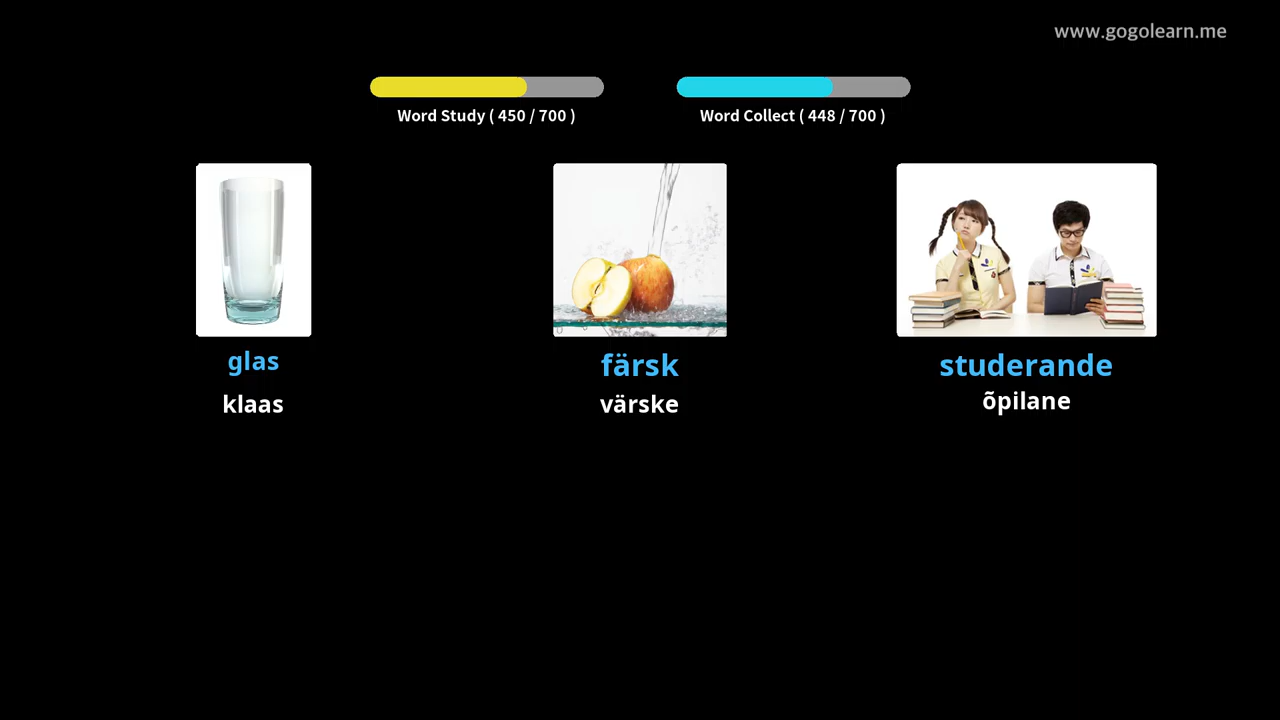 www.gogolearn.me
Word Study ( 450 / 700 )
Word Collect ( 448 / 700 )
glas
klaas
färsk
värske
studerande
õpilane